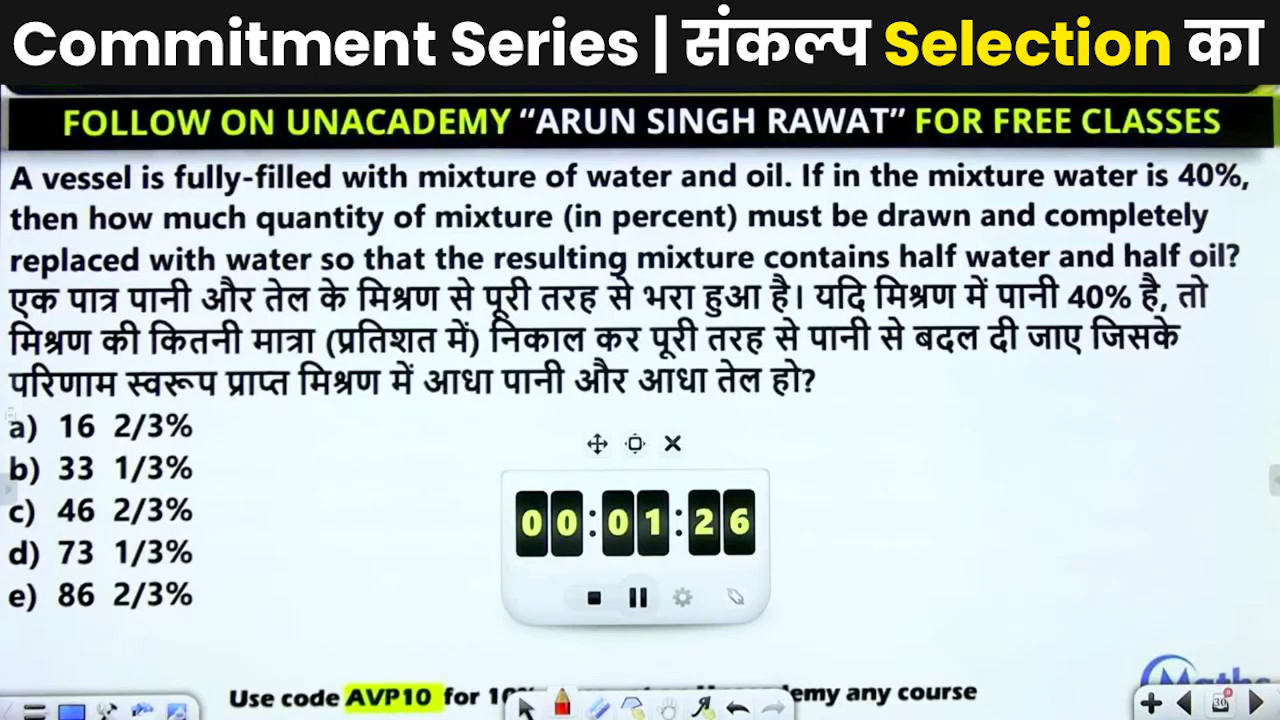 Commitment Series | संकल्प Selection का
FOLLOW ON UNACADEMY “ARUN SINGH RAWAT” FOR FREE CLASSES
A vessel is fully-filled with mixture of water and oil. If in the mixture water is 40%,
then how much quantity of mixture (in percent) must be drawn and completely
replaced with water so that the resulting mixture contains half water and half oil?
एक पात्र पानी और तेल के मिश्रण से पूरी तरह से भरा हुआ है। यदि मिश्रण में पानी 40% है, तो
मिश्रण की कितनी मात्रा (प्रतिशत में) निकाल कर पूरी तरह से पानी से बदल दी जाए जिसके
परिणाम स्वरूप प्राप्त मिश्रण में आधा पानी और आधा तेल हो?
a) 16 2/3%
b) 33 1/3%
c) 46 2/3%
d) 73 1/3%
e) 86 2/3%
00:01:26
Maths
Use code AVP10 for any course